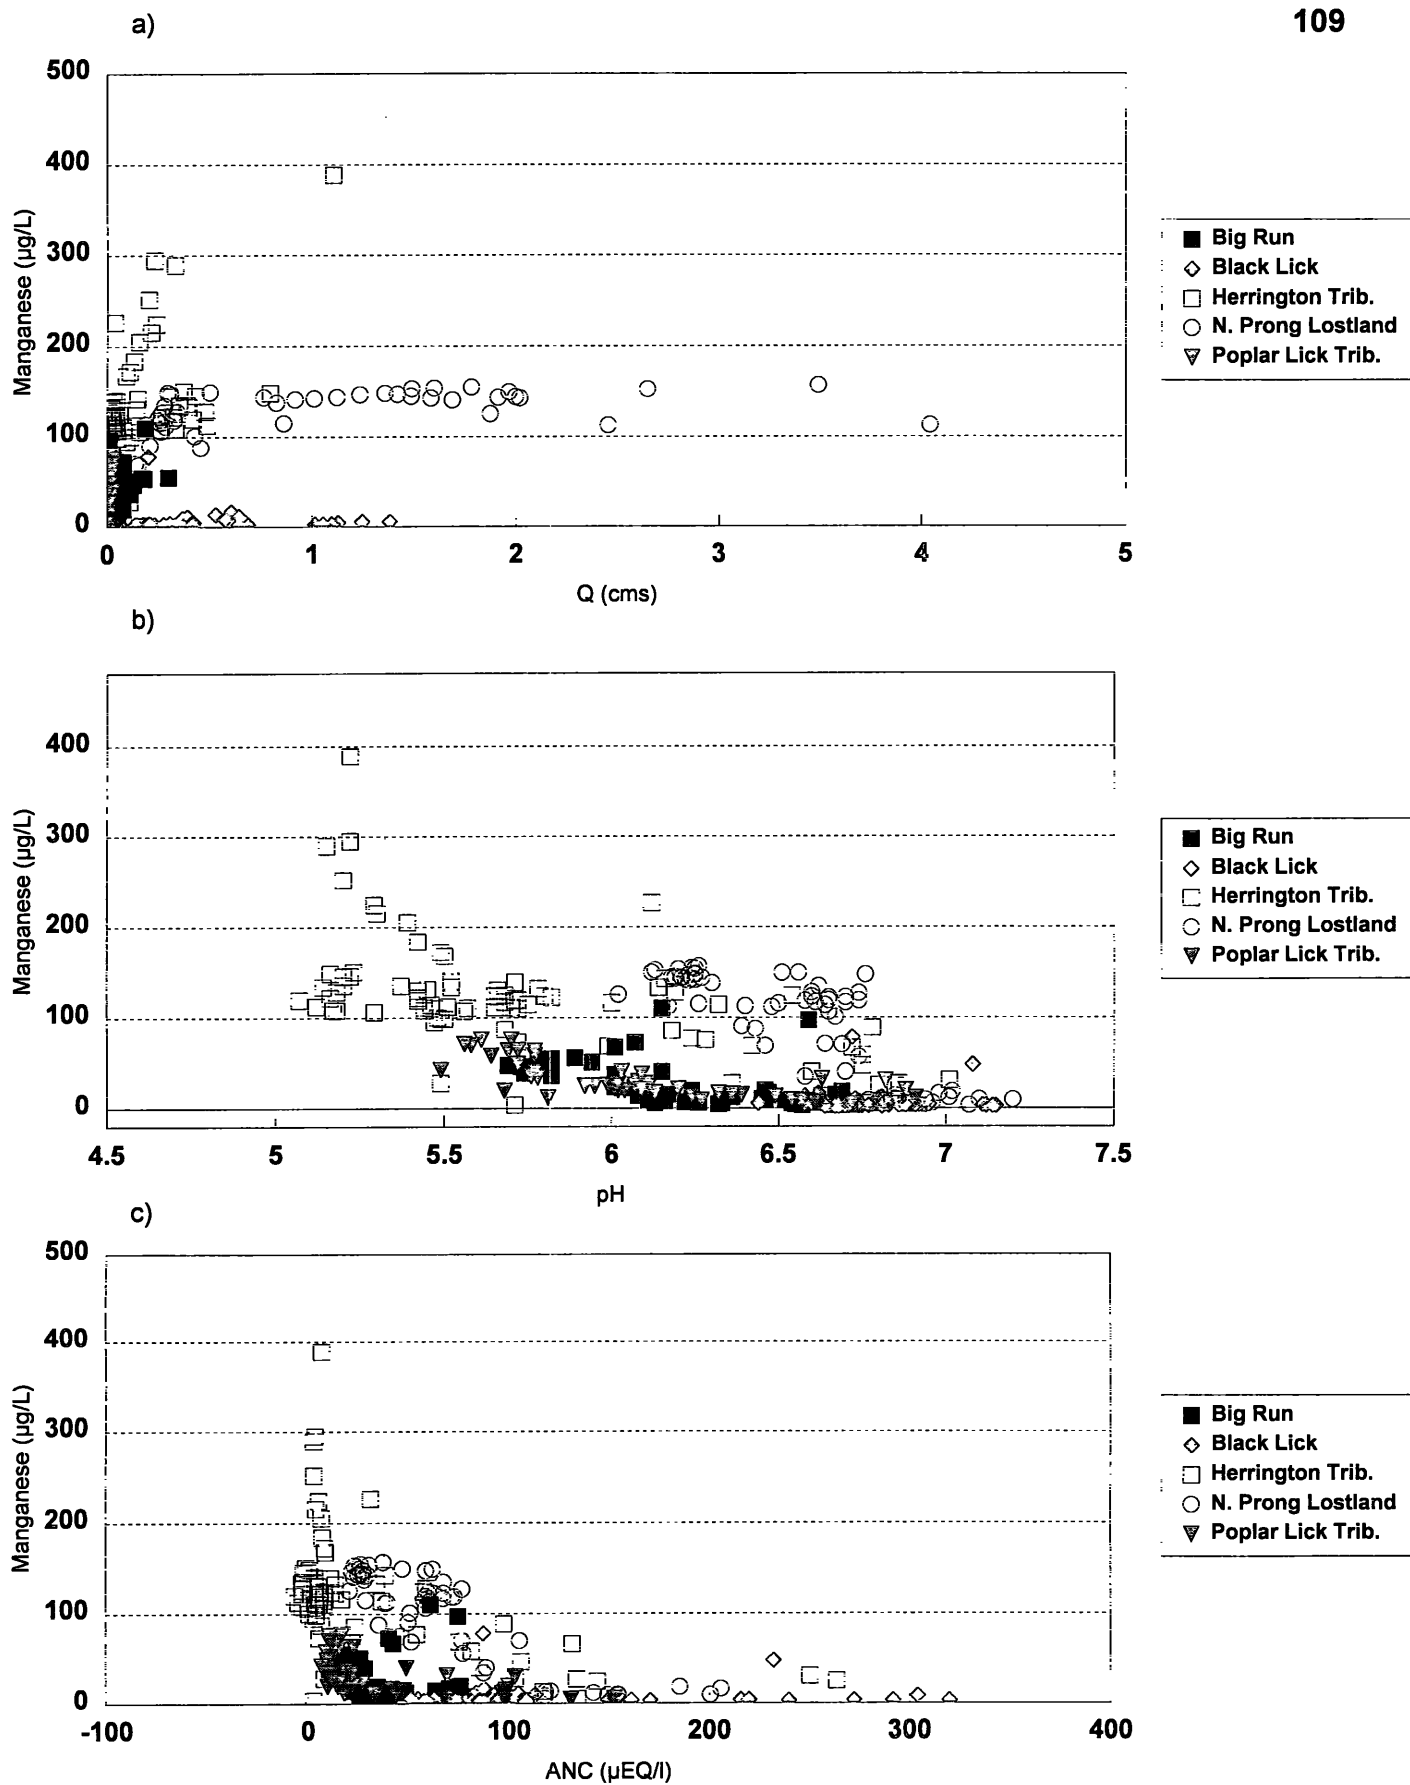 109
a)
500
400
300
200
100
0
Manganese (µg/L)
0 1 2 3 4 5
Q (cms)
Big Run
Black Lick
Herrington Trib.
N. Prong Lostland
Poplar Lick Trib.
b)
400
300
200
100
0
Manganese (µg/L)
4.5 5 5.5 6 6.5 7 7.5
pH
Big Run
Black Lick
Herrington Trib.
N. Prong Lostland
Poplar Lick Trib.
c)
500
400
300
200
100
0
Manganese (µg/L)
-100 0 100 200 300 400
ANC (µEQ/l)
Big Run
Black Lick
Herrington Trib.
N. Prong Lostland
Poplar Lick Trib.